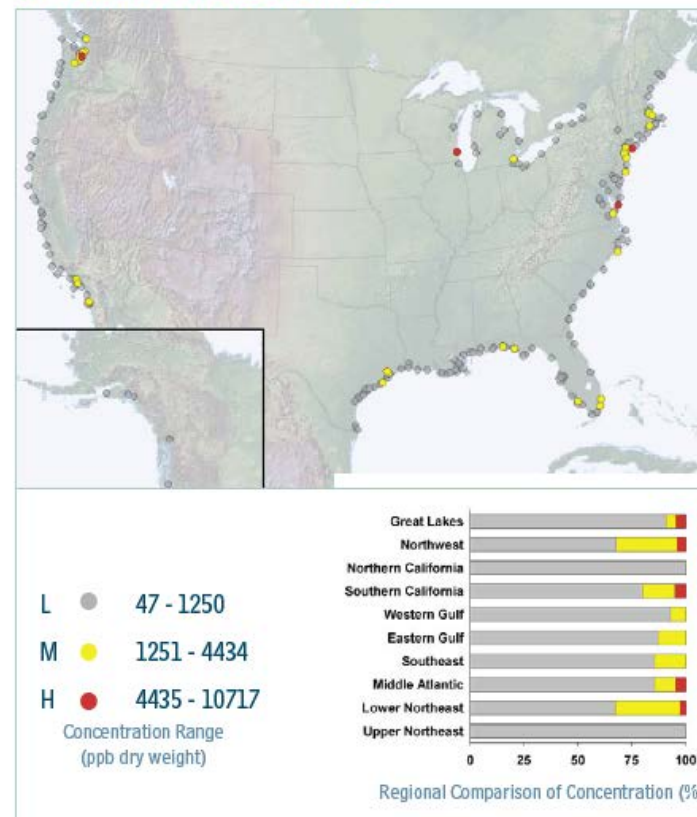 L 47 - 1250
M 1251 - 4434
H 4435 - 10717
Concentration Range
(ppb dry weight)
Great Lakes
Northwest
Northern California
Southern California
Western Gulf
Eastern Gulf
Southeast
Middle Atlantic
Lower Northeast
Upper Northeast
0 25 50 75 100
Regional Comparison of Concentration (%